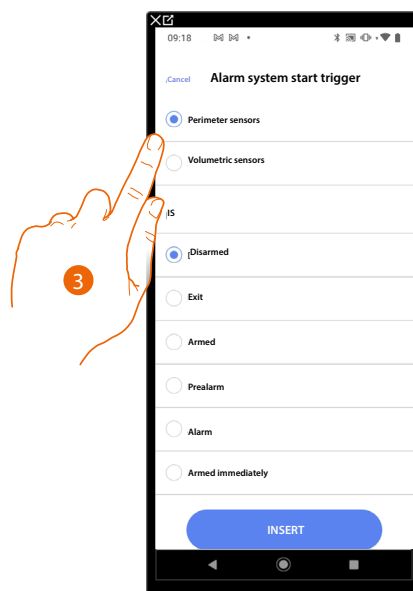 09:18
Cancel
Alarm system start trigger
Perimeter sensors
Volumetric sensors
IS
Disarmed
Exit
Armed
Prealarm
Alarm
Armed immediately
INSERT
3